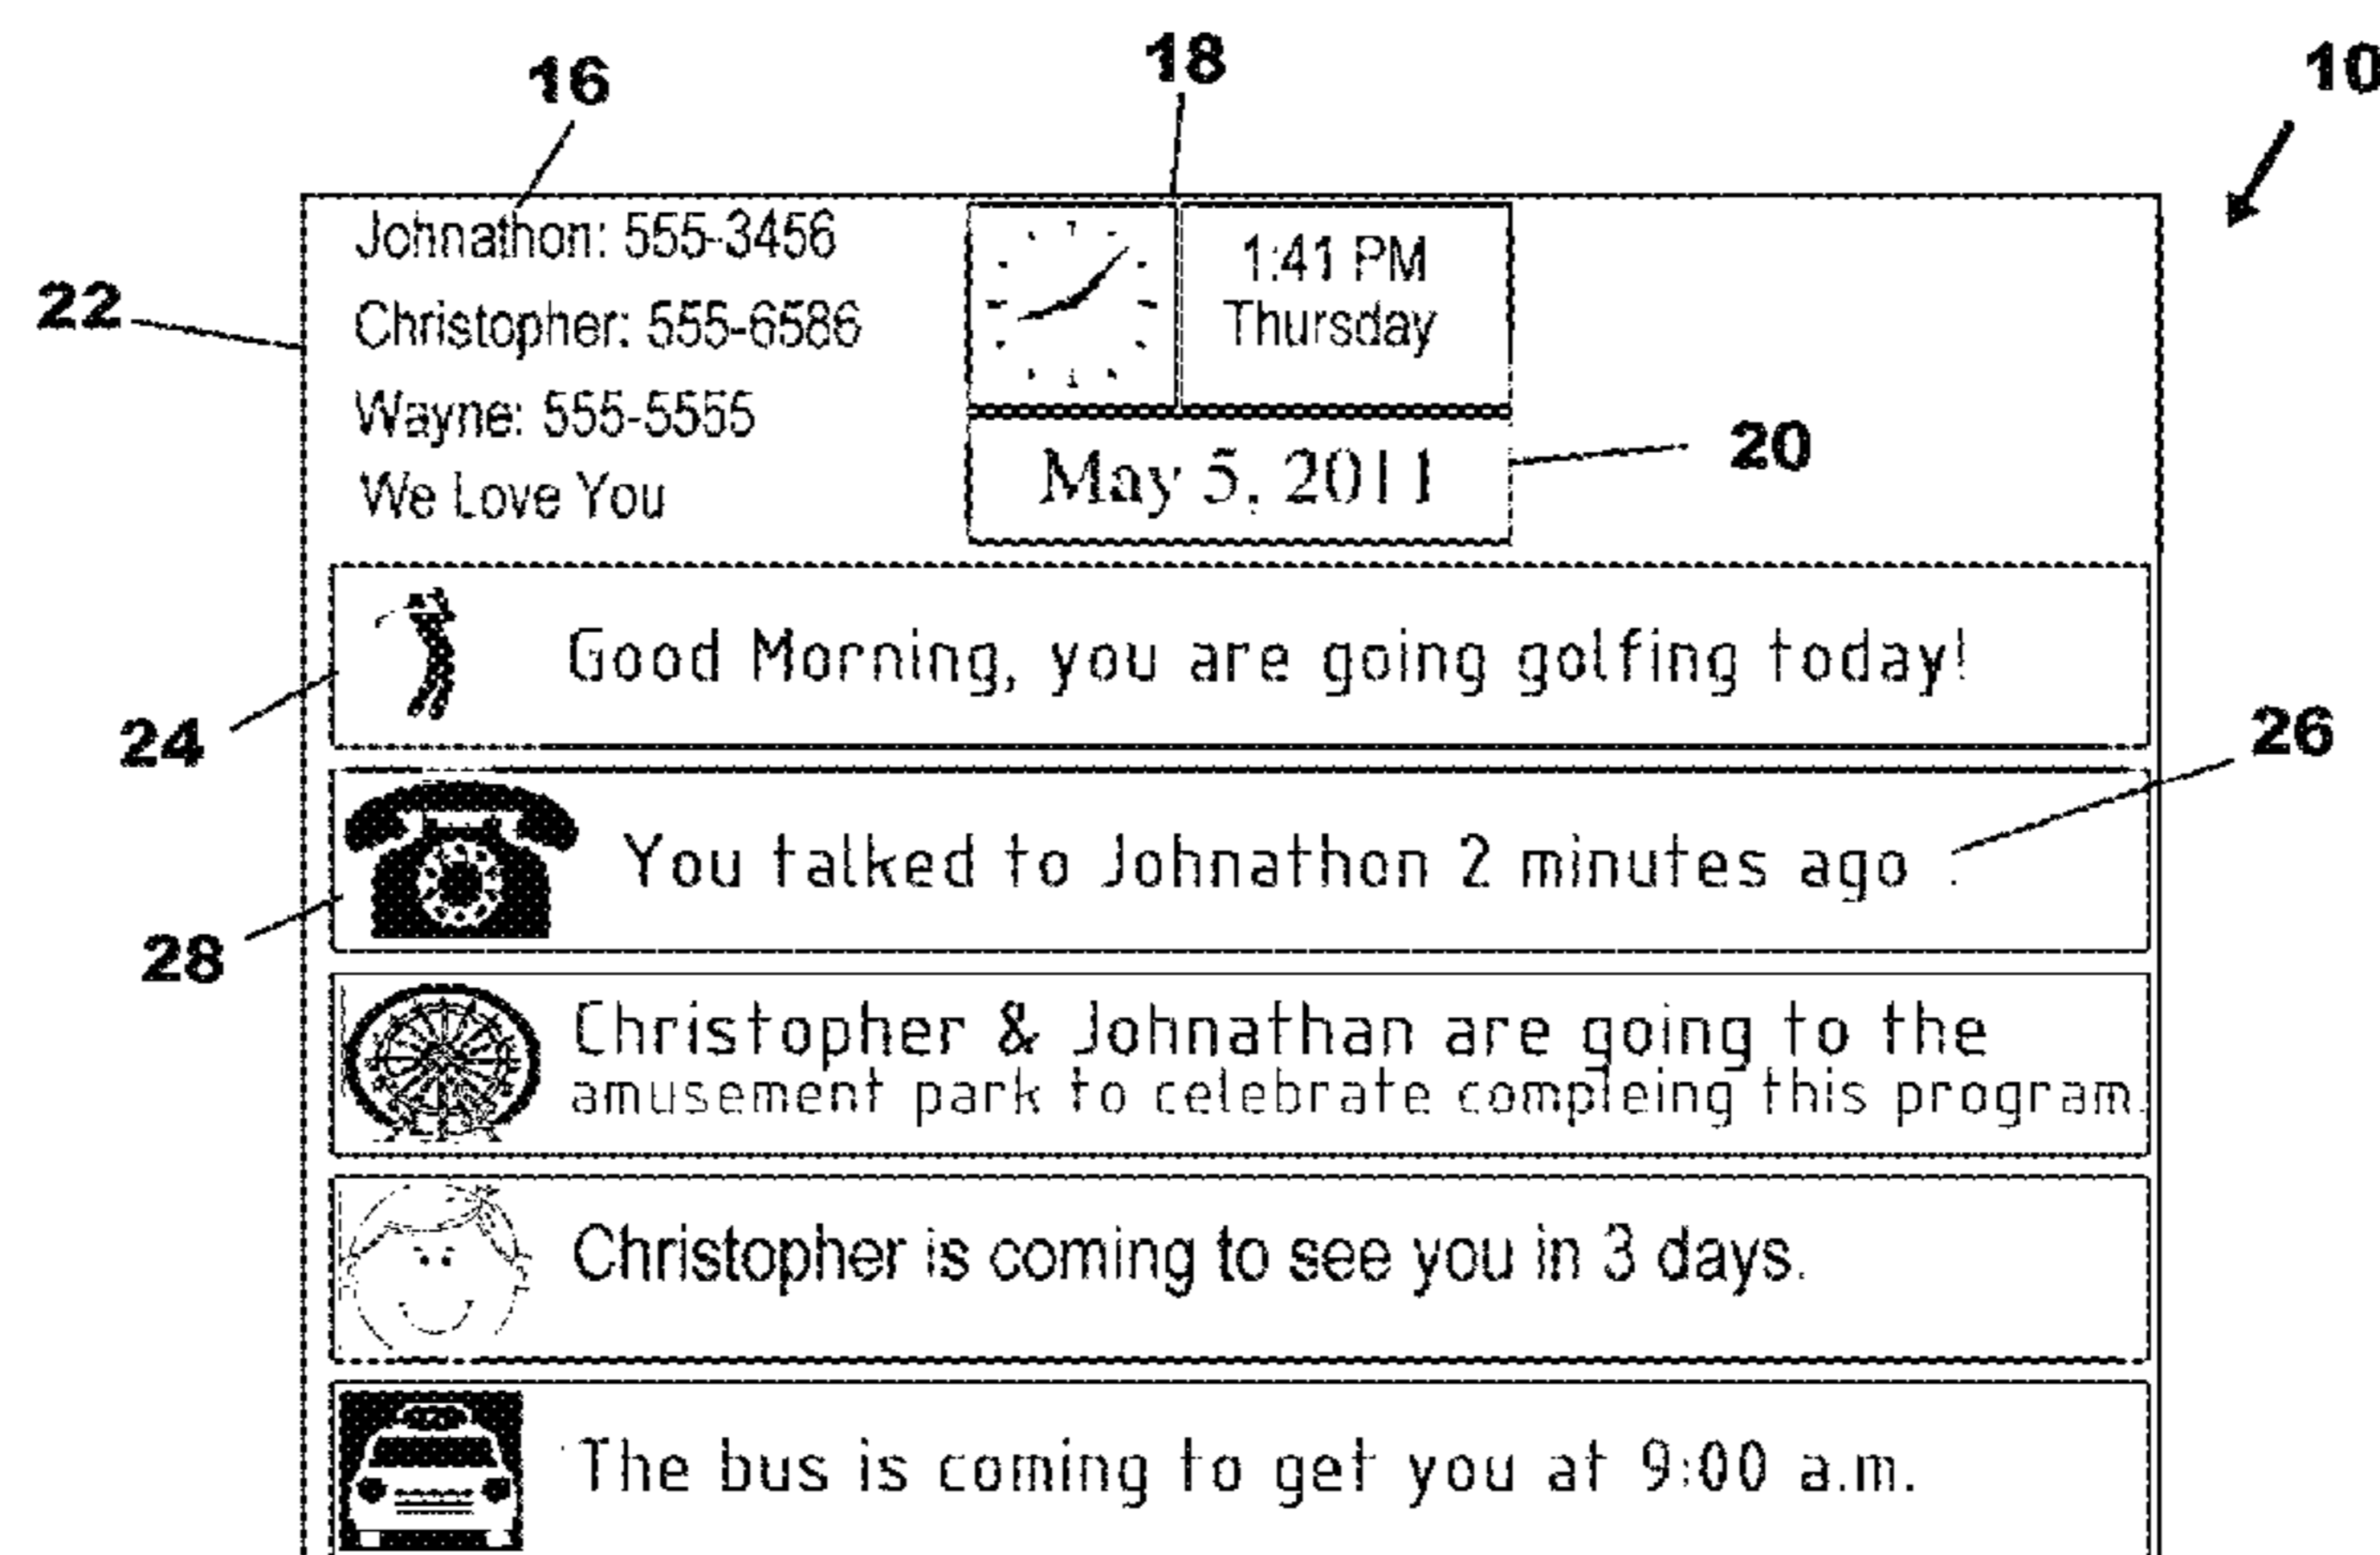 16
18
10
Johnathon: 555-3456
1:41 PM
22
Christopher: 555-6586
Thursday
Wayne: 555-5555
20
May 5, 2011
We Love You
Good Morning, you are going golfing today!
24
26
You talked to Johnathon 2 minutes ago .
28
Christopher & Johnathan are going to the
amusement park to celebrate compleing this program.
Christopher is coming to see you in 3 days.
The bus is coming to get you at 9:00 a.m.